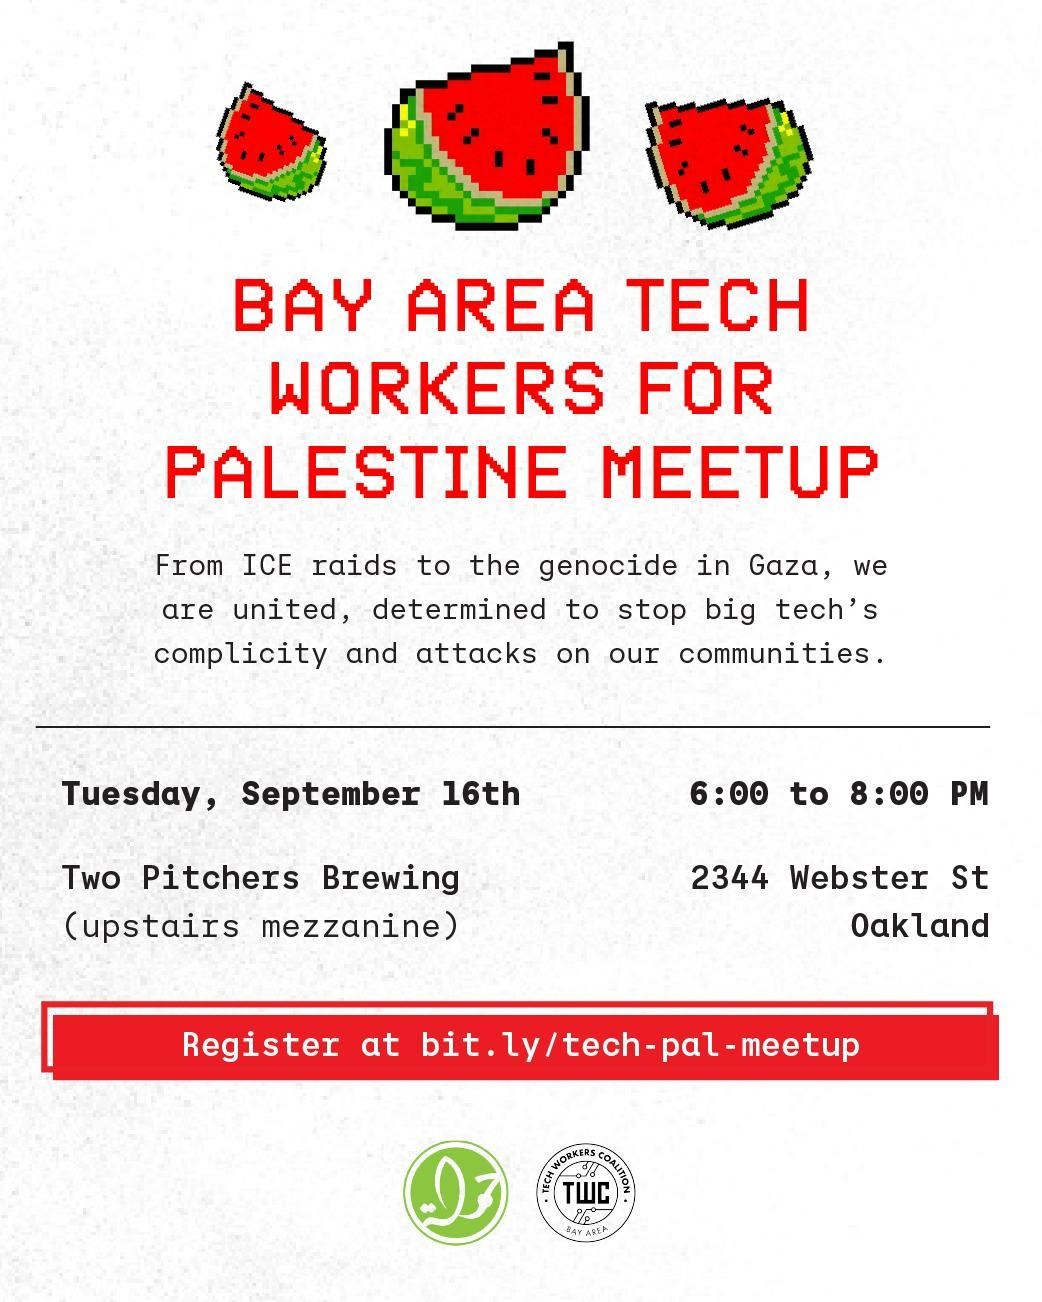 BAY AREA TECH
WORKERS FOR
PALESTINE MEETUP
From ICE raids to the genocide in Gaza, we
are united, determined to stop big tech’s
complicity and attacks on our communities.
Tuesday, September 16th
6:00 to 8:00 PM
Two Pitchers Brewing
(upstairs mezzanine)
2344 Webster St
Oakland
Register at bit.ly/tech-pal-meetup
• TECH WORKERS COALITION •
TWC
BAY AREA